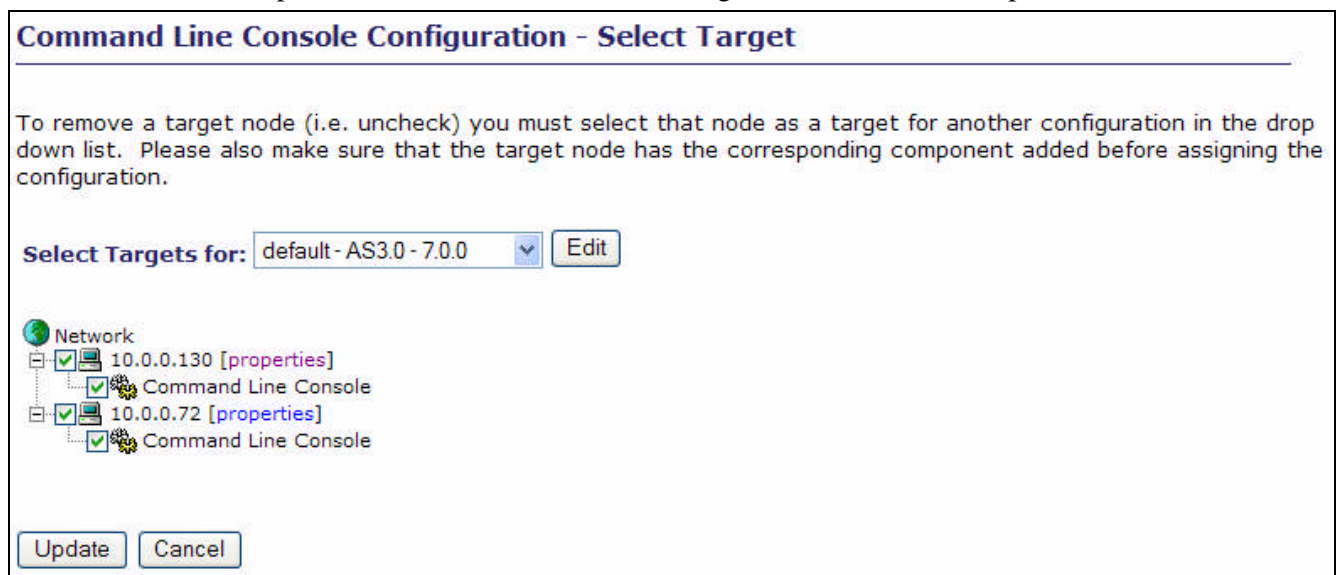 Command Line Console Configuration - Select Target
To remove a target node (i.e. uncheck) you must select that node as a target for another configuration in the drop
down list. Please also make sure that the target node has the corresponding component added before assigning the
configuration.
Select Targets for: default - AS3.0 - 7.0.0 Edit
Network
10.0.0.130 [properties]
Command Line Console
10.0.0.72 [properties]
Command Line Console
Update Cancel